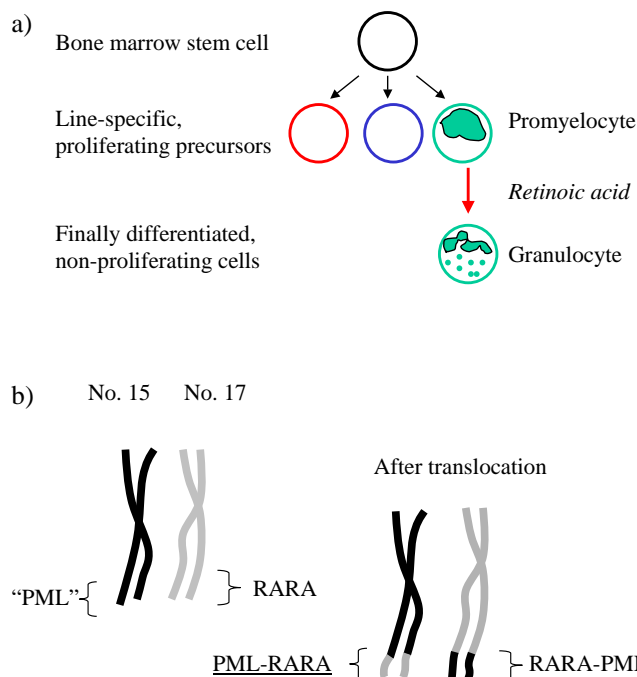 a)
Bone marrow stem cell
Line-specific,
proliferating precursors
Promyelocyte
Retinoic acid
Finally differentiated,
non-proliferating cells
Granulocyte
b)
No. 15 No. 17
After translocation
“PML”
RARA
PML-RARA
RARA-PML